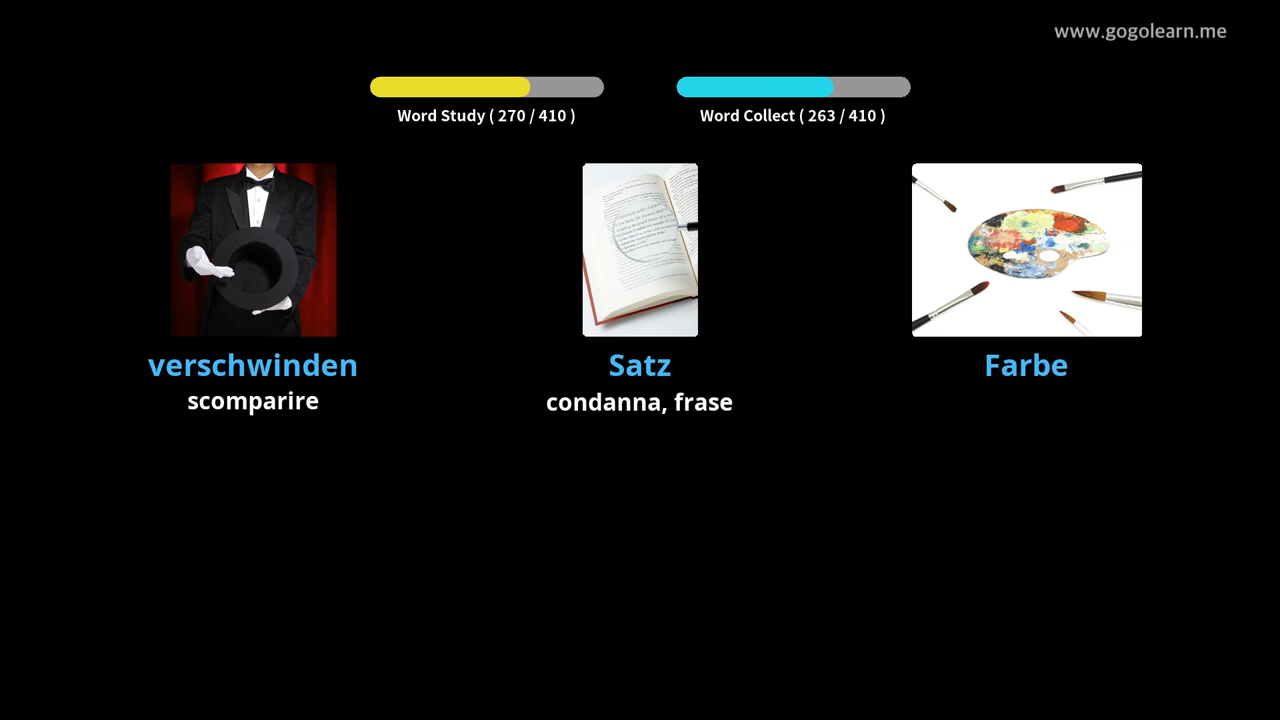 www.gogolearn.me
Word Study ( 270 / 410 )
Word Collect ( 263 / 410 )
verschwinden
scomparire
Satz
condanna, frase
Farbe